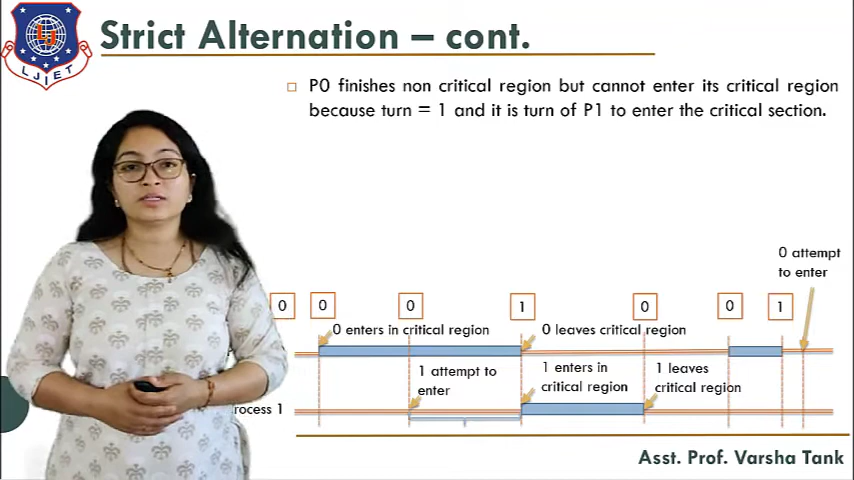 Strict Alternation – cont.
LJ
LJIET
P0 finishes non critical region but cannot enter its critical region
because turn = 1 and it is turn of P1 to enter the critical section.
0 attempt
to enter
0 0 0 1 0 0 1
0 enters in critical region
0 leaves critical region
1 attempt to
enter
1 enters in
critical region
1 leaves
critical region
rocess 1
Asst. Prof. Varsha Tank